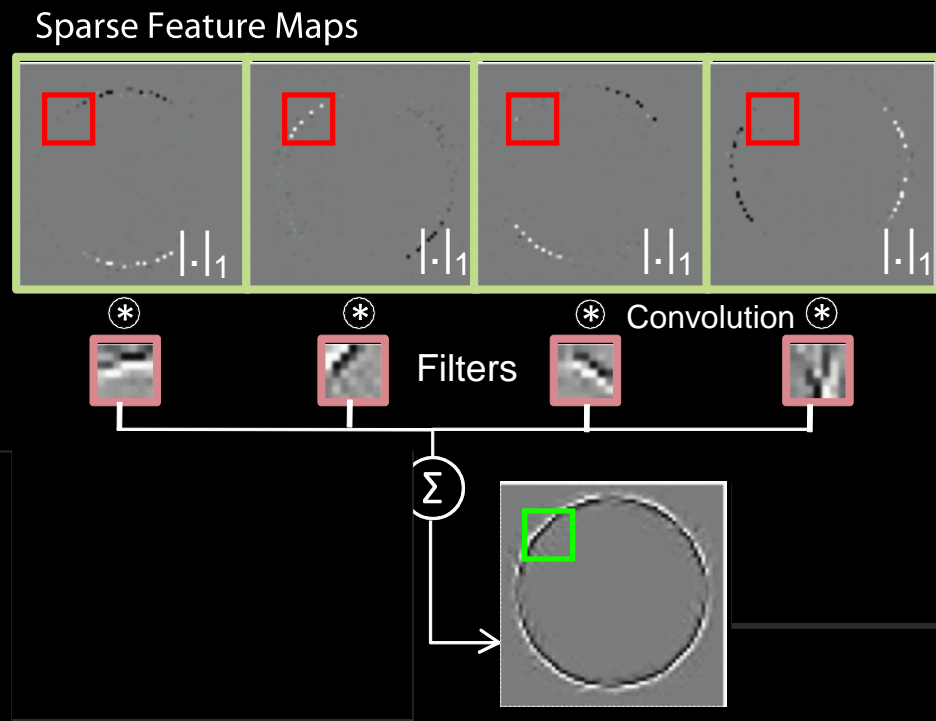 Sparse Feature Maps
|.|₁ |.|₁ |.|₁ |.|₁
⊛ ⊛ ⊛ Convolution ⊛
Filters
Σ